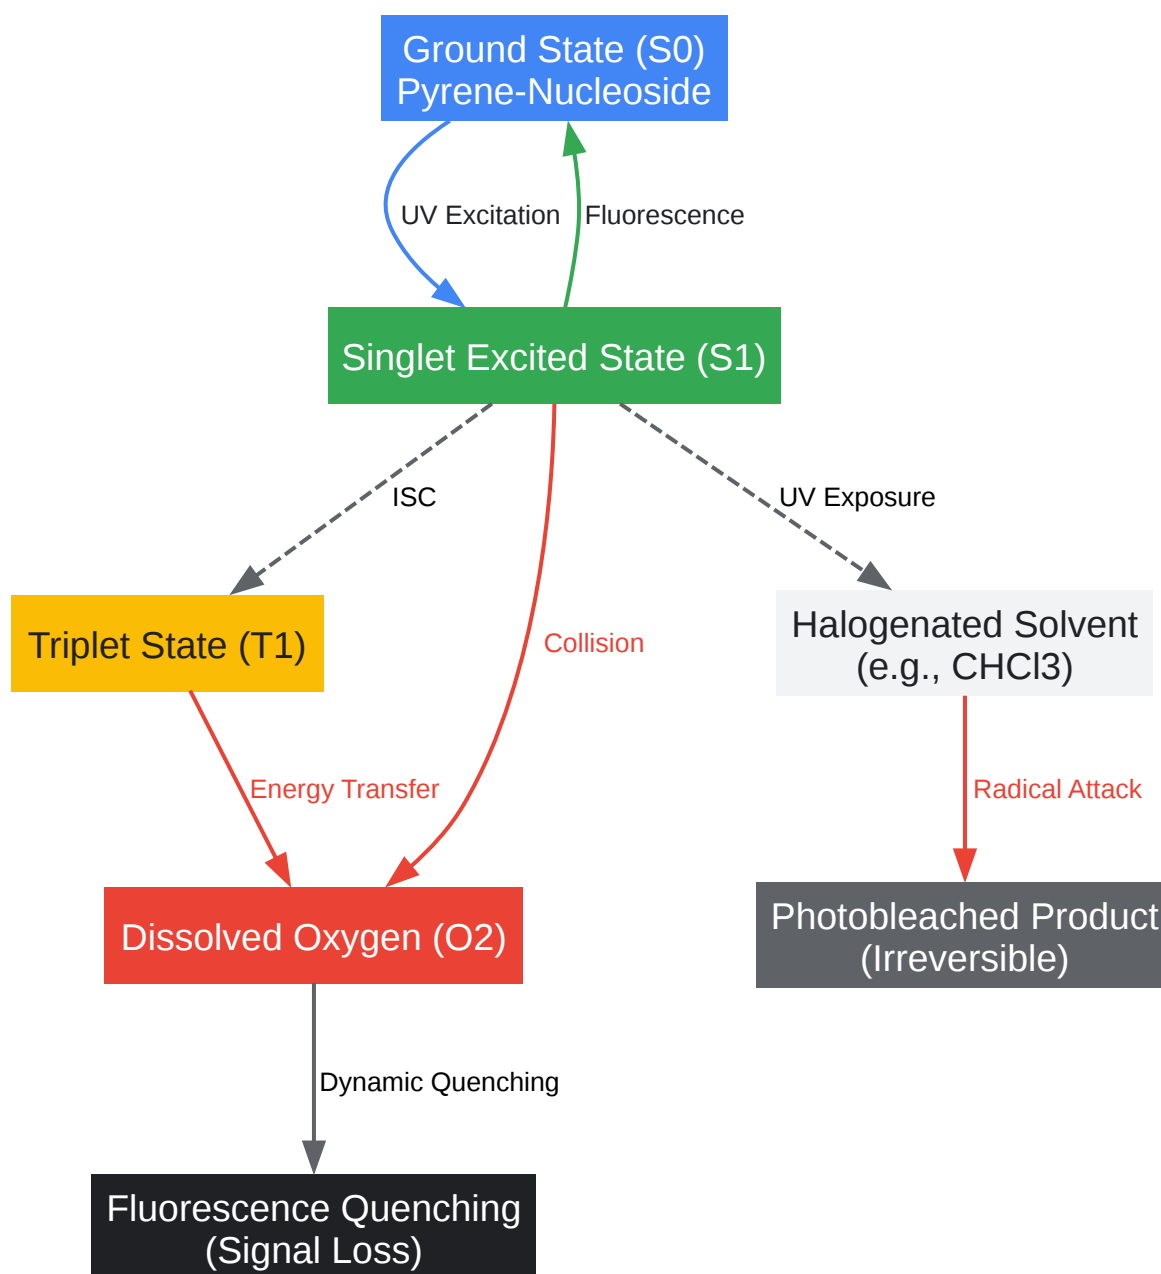 Ground State (S0)
Pyrene-Nucleoside
UV Excitation
Fluorescence
Singlet Excited State (S1)
ISC
UV Exposure
Triplet State (T1)
Collision
Halogenated Solvent
(e.g., CHCl3)
Energy Transfer
Radical Attack
Dissolved Oxygen (O2)
Photobleached Product
(Irreversible)
Dynamic Quenching
Fluorescence Quenching
(Signal Loss)